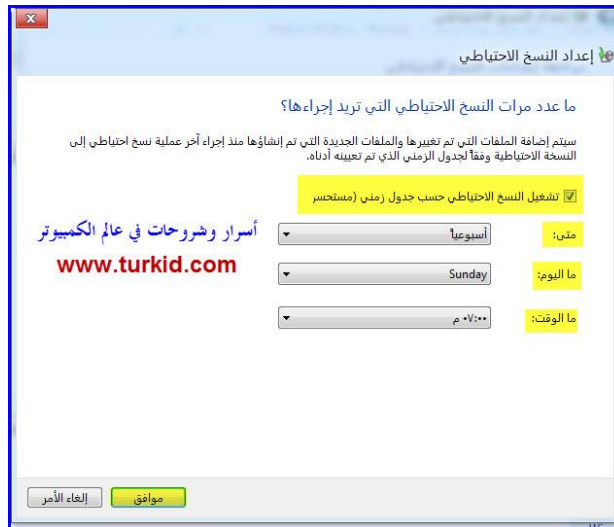 إعداد النسخ الاحتياطي
ما عدد مرات النسخ الاحتياطي التي تريد إجراءها؟
سيتم إضافة الملفات التي تم تغييرها والملفات الجديدة التي تم إنشاؤها منذ إجراء آخر عملية نسخ احتياطي إلى
النسخة الاحتياطية وفقاً لجدول الزمني الذي تم تعيينه أدناه.
تشغيل النسخ الاحتياطي حسب جدول زمني (مستحسن
متى: أسبوعياً
أسرار وشروحات في عالم الكمبيوتر
ما اليوم: Sunday
www.turkid.com
ما الوقت: ٠٧:٠٠ م
موافق
إلغاء الأمر